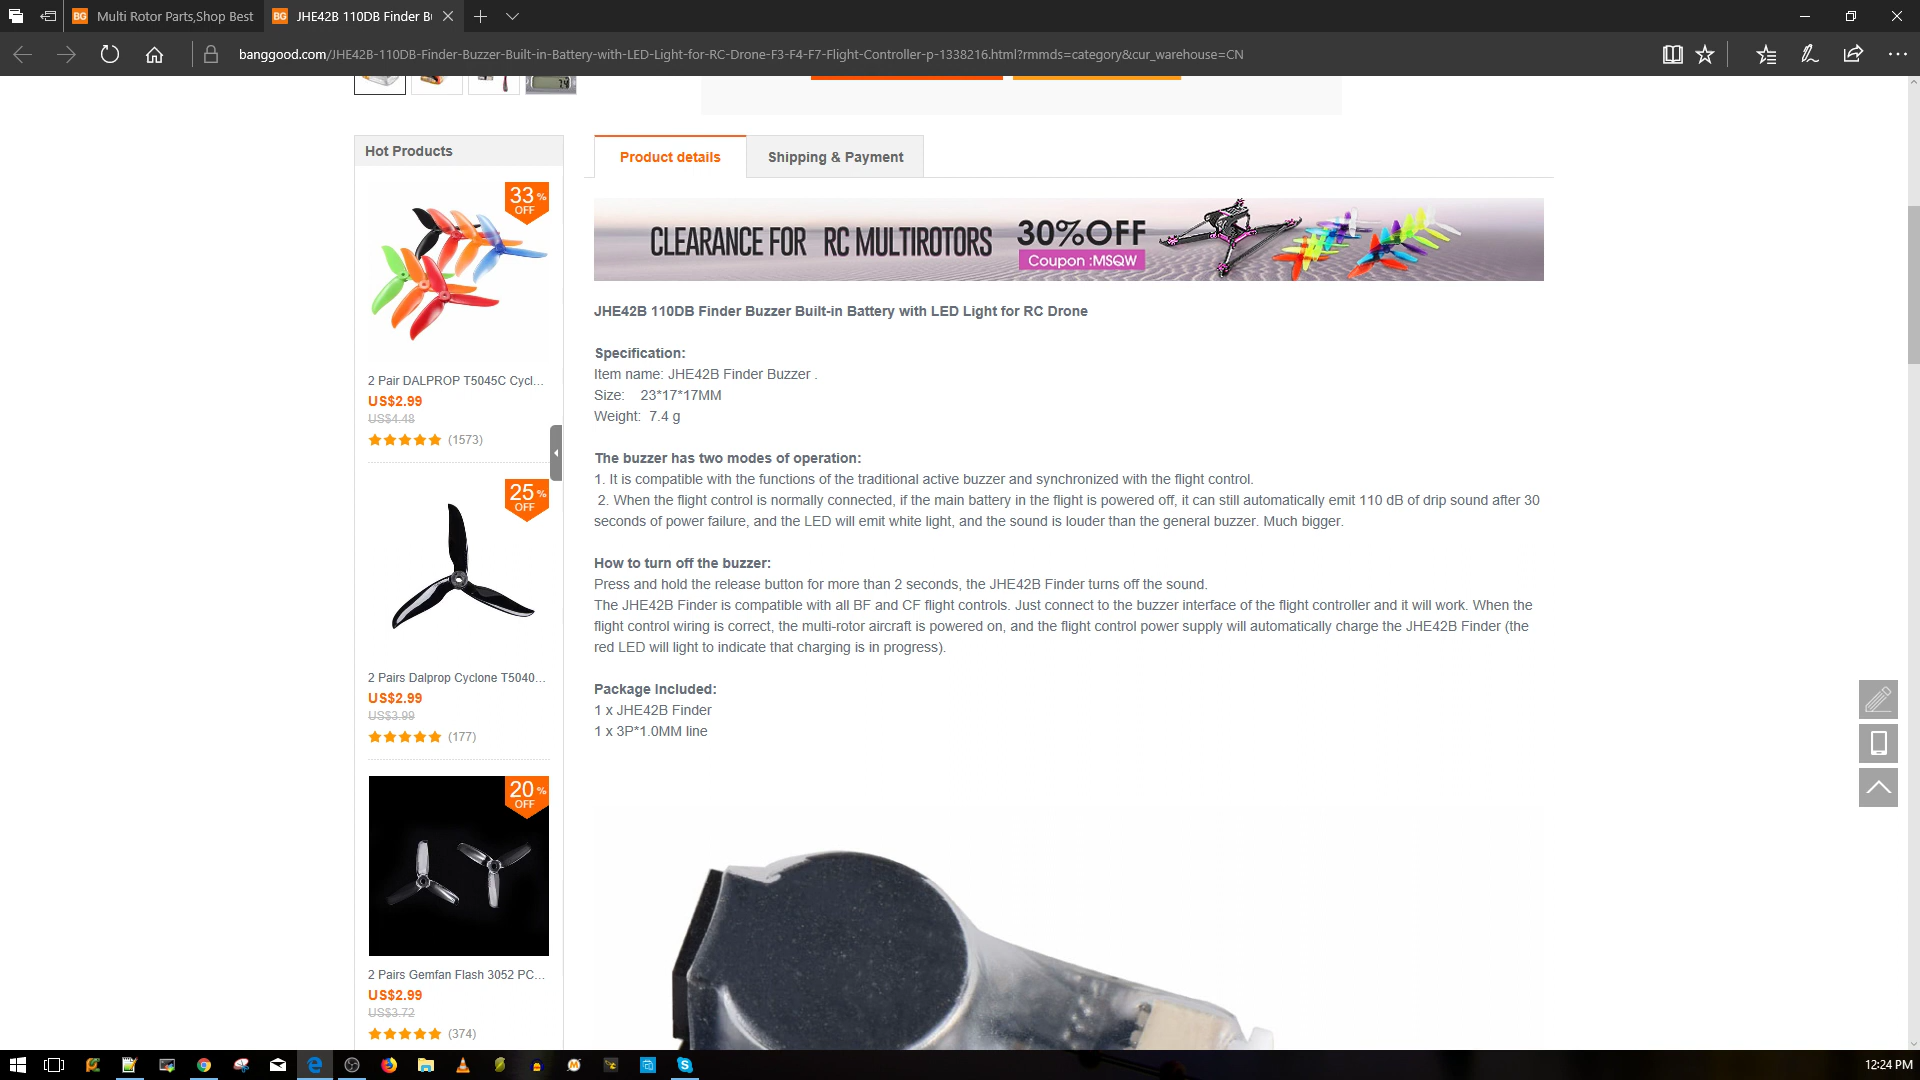 Multi Rotor Parts,Shop Best
JHE42B 110DB Finder Bu
banggood.com/JHE42B-110DB-Finder-Buzzer-Built-in-Battery-with-LED-Light-for-RC-Drone-F3-F4-F7-Flight-Controller-p-1338216.html?rmmds=category&cur_warehouse=CN
Hot Products
33% OFF
2 Pair DALPROP T5045C Cycl...
US$2.99
US$4.48
(1573)
25% OFF
2 Pairs Dalprop Cyclone T5040...
US$2.99
US$3.99
(177)
20% OFF
2 Pairs Gemfan Flash 3052 PC...
US$2.99
US$3.72
(374)
Product details
Shipping & Payment
CLEARANCE FOR RC MULTIROTORS
30%OFF
Coupon :MSQW
JHE42B 110DB Finder Buzzer Built-in Battery with LED Light for RC Drone
Specification:
Item name: JHE42B Finder Buzzer .
Size: 23*17*17MM
Weight: 7.4 g
The buzzer has two modes of operation:
1. It is compatible with the functions of the traditional active buzzer and synchronized with the flight control.
2. When the flight control is normally connected, if the main battery in the flight is powered off, it can still automatically emit 110 dB of drip sound after 30
seconds of power failure, and the LED will emit white light, and the sound is louder than the general buzzer. Much bigger.
How to turn off the buzzer:
Press and hold the release button for more than 2 seconds, the JHE42B Finder turns off the sound.
The JHE42B Finder is compatible with all BF and CF flight controls. Just connect to the buzzer interface of the flight controller and it will work. When the
flight control wiring is correct, the multi-rotor aircraft is powered on, and the flight control power supply will automatically charge the JHE42B Finder (the
red LED will light to indicate that charging is in progress).
Package Included:
1 x JHE42B Finder
1 x 3P*1.0MM line
12:24 PM